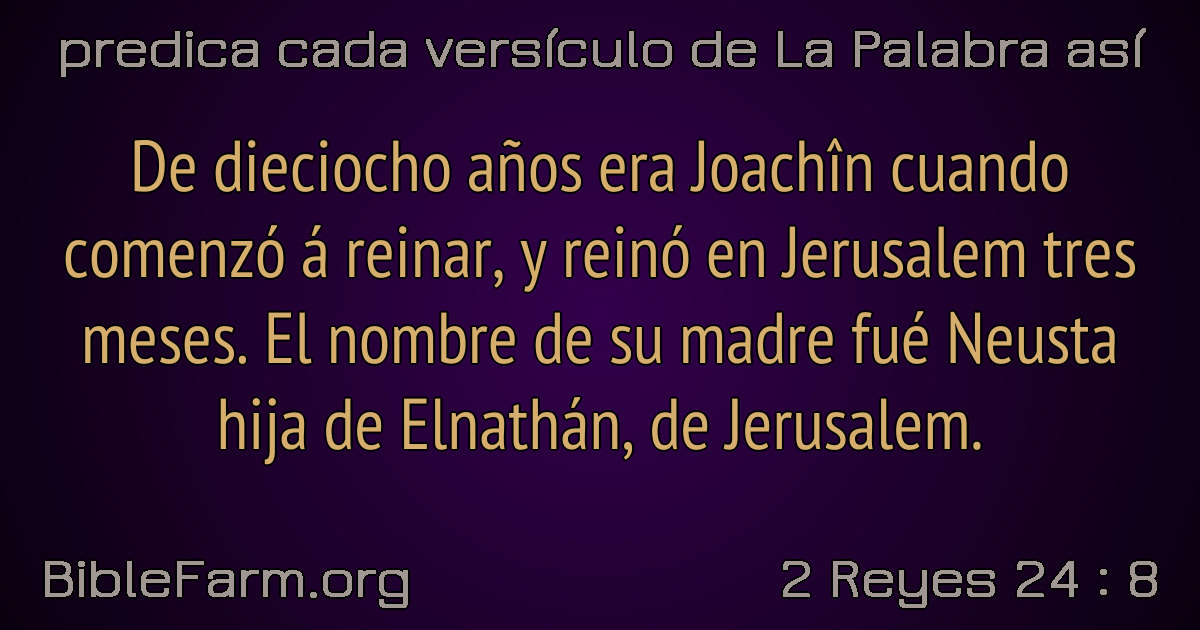 predica cada versículo de La Palabra así
De dieciocho años era Joachîn cuando
comenzó á reinar, y reinó en Jerusalem tres
meses. El nombre de su madre fué Neusta
hija de Elnathán, de Jerusalem.
BibleFarm.org
2 Reyes 24 : 8